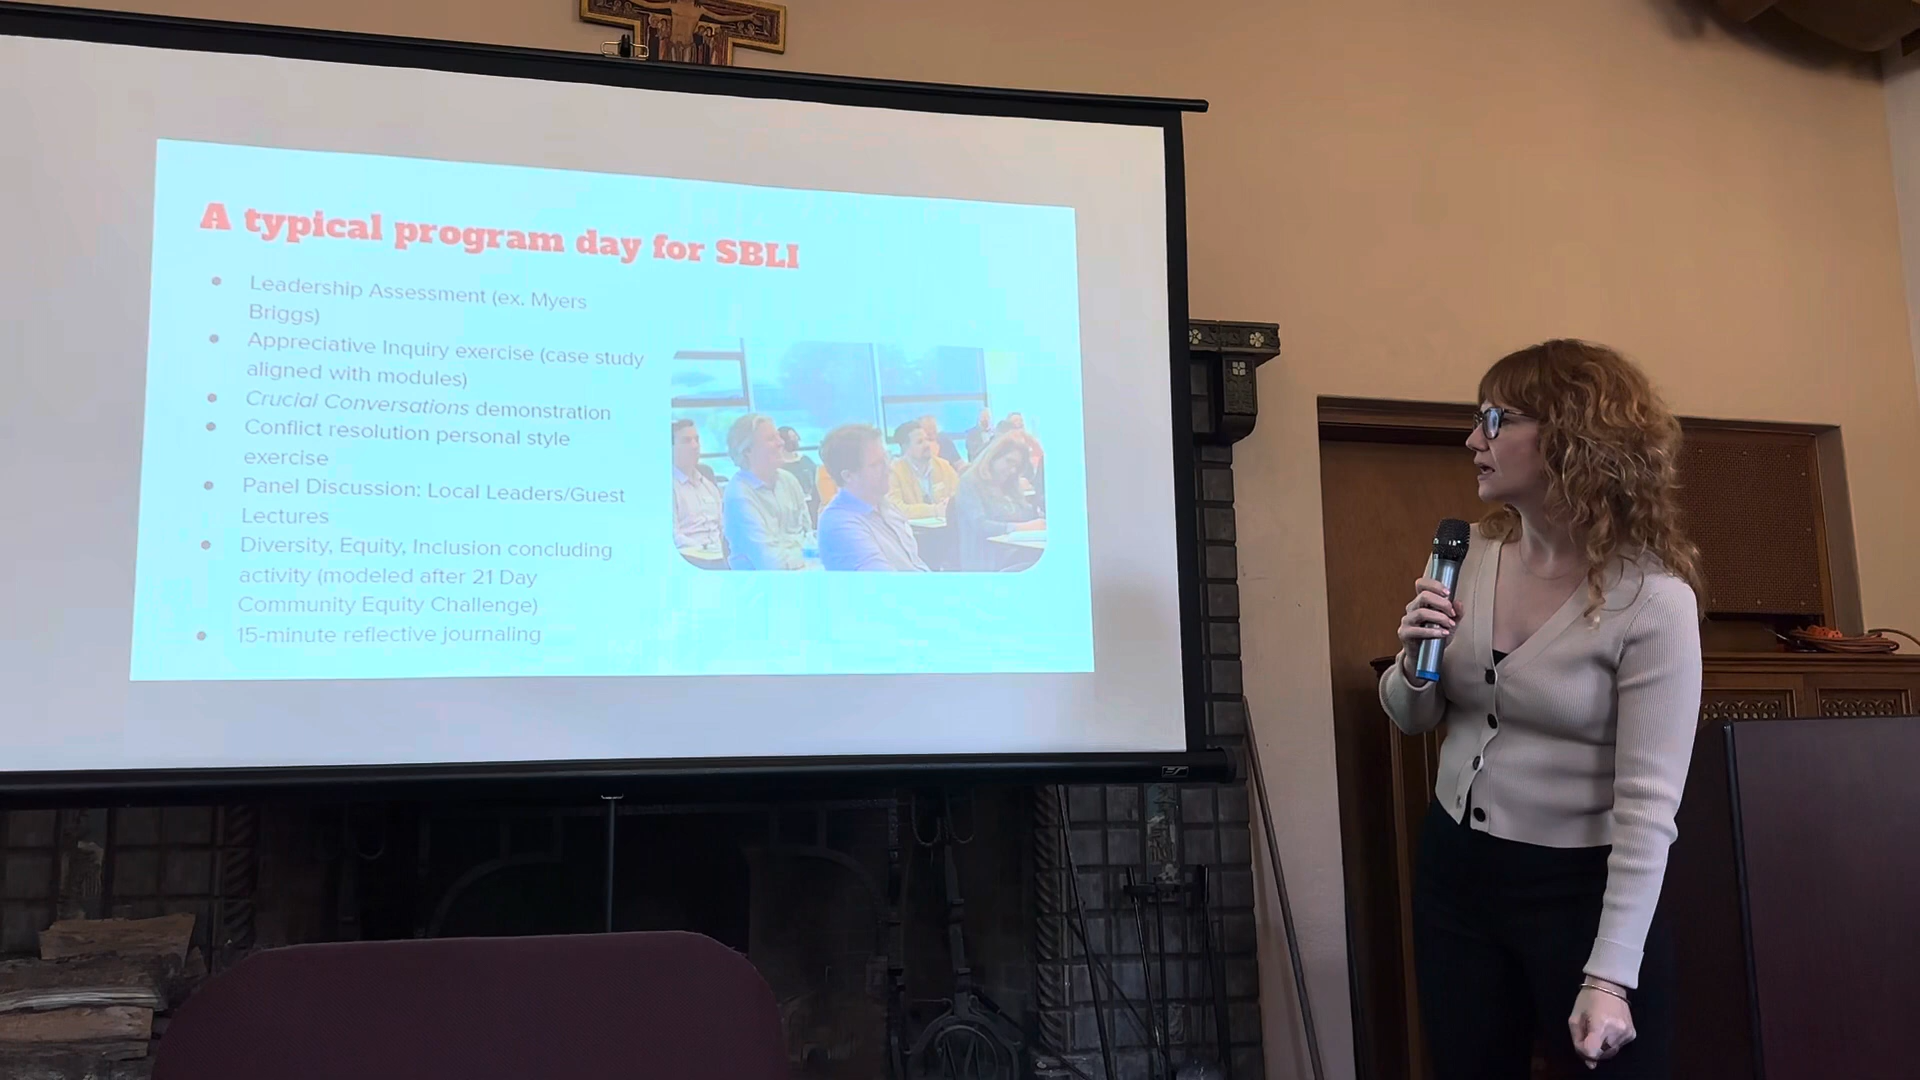 A typical program day for SBLI
● Leadership Assessment (ex. Myers
Briggs)
● Appreciative Inquiry exercise (case study
aligned with modules)
● Crucial Conversations demonstration
● Conflict resolution personal style
exercise
● Panel Discussion: Local Leaders/Guest
Lectures
● Diversity, Equity, Inclusion concluding
activity (modeled after 21 Day
Community Equity Challenge)
● 15-minute reflective journaling